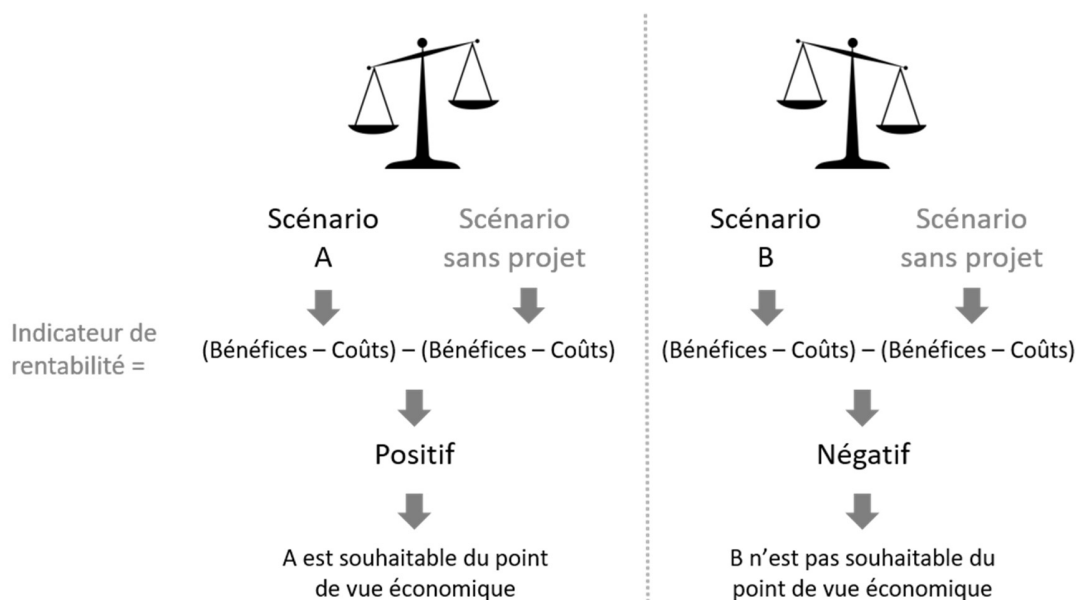 Scénario
A
Scénario
sans projet
Scénario
B
Scénario
sans projet
Indicateur de
rentabilité =
(Bénéfices – Coûts) – (Bénéfices – Coûts)
(Bénéfices – Coûts) – (Bénéfices – Coûts)
Positif
Négatif
A est souhaitable du point
de vue économique
B n’est pas souhaitable du
point de vue économique